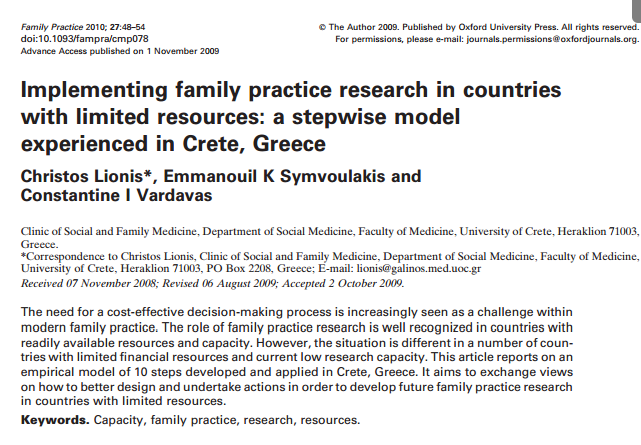 Family Practice 2010; 27:48–54
doi:10.1093/fampra/cmp078
Advance Access published on 1 November 2009
© The Author 2009. Published by Oxford University Press. All rights reserved.
For permissions, please e-mail: journals.permissions@oxfordjournals.org.
Implementing family practice research in countries
with limited resources: a stepwise model
experienced in Crete, Greece
Christos Lionis*, Emmanouil K Symvoulakis and
Constantine I Vardavas
Clinic of Social and Family Medicine, Department of Social Medicine, Faculty of Medicine, University of Crete, Heraklion 71003,
Greece.
*Correspondence to Christos Lionis, Clinic of Social and Family Medicine, Department of Social Medicine, Faculty of Medicine,
University of Crete, Heraklion 71003, PO Box 2208, Greece; E-mail: lionis@galinos.med.uoc.gr
Received 07 November 2008; Revised 06 August 2009; Accepted 2 October 2009.
The need for a cost-effective decision-making process is increasingly seen as a challenge within
modern family practice. The role of family practice research is well recognized in countries with
readily available resources and capacity. However, the situation is different in a number of coun-
tries with limited financial resources and current low research capacity. This article reports on an
empirical model of 10 steps developed and applied in Crete, Greece. It aims to exchange views
on how to better design and undertake actions in order to develop future family practice research
in countries with limited resources.
Keywords. Capacity, family practice, research, resources.